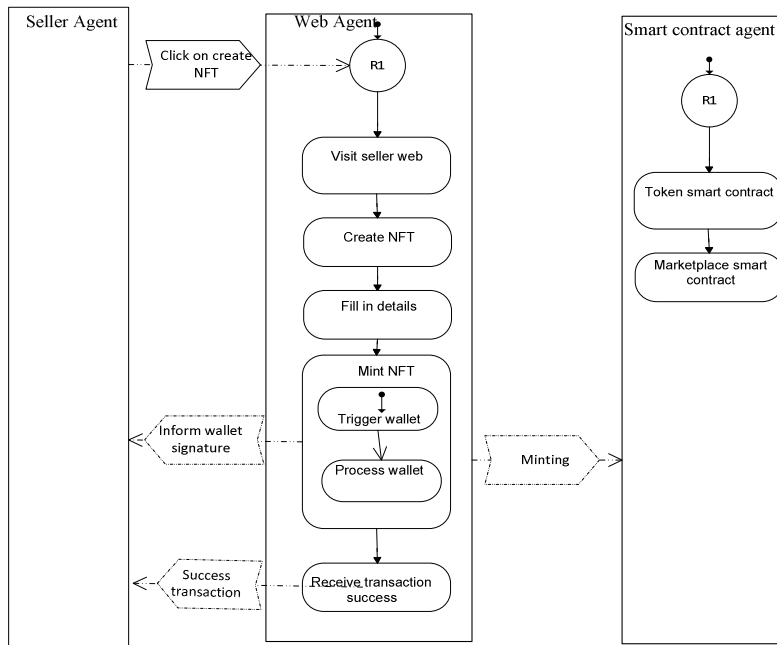 Seller Agent
Web Agent
Smart contract agent
Click on create
NFT
R1
R1
Visit seller web
Token smart contract
Create NFT
Marketplace smart
contract
Fill in details
Mint NFT
Trigger wallet
Inform wallet
signature
Process wallet
Minting
Success
transaction
Receive transaction
success